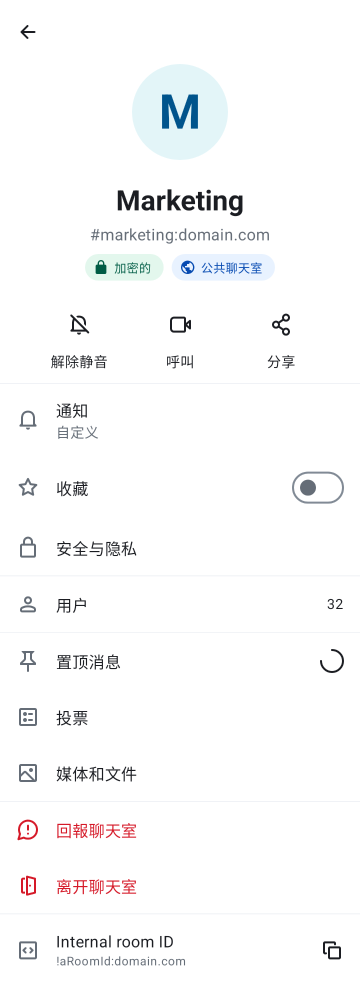 M
Marketing
#marketing:domain.com
加密的
公共聊天室
解除静音
呼叫
分享
通知
自定义
收藏
安全与隐私
用户
32
置顶消息
投票
媒体和文件
回報聊天室
离开聊天室
Internal room ID
!aRoomId:domain.com